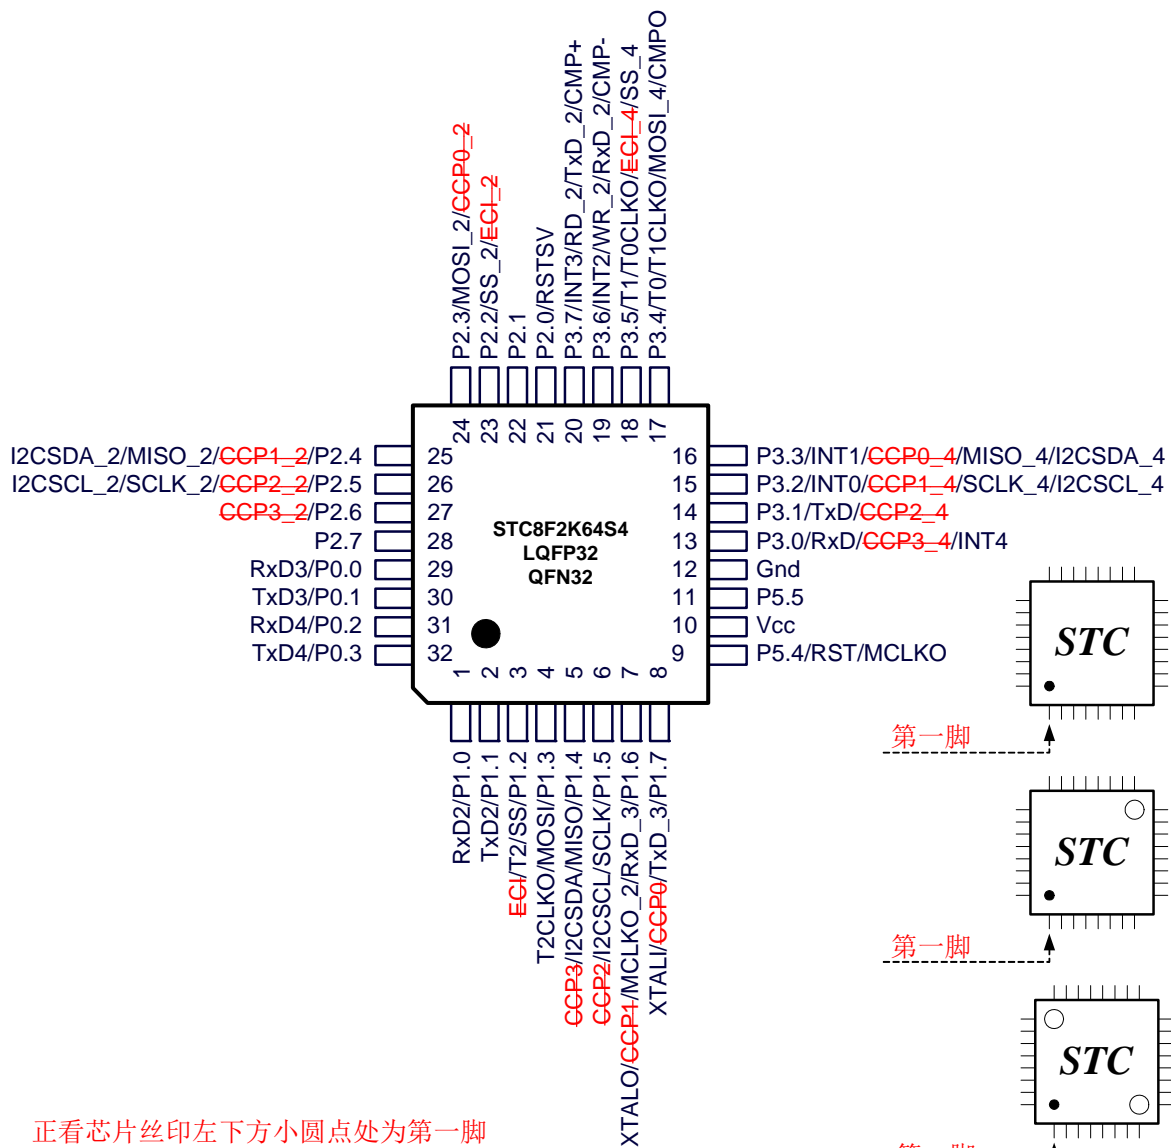 P2.3/MOSI_2/CCP0_2
P2.2/SS_2/ECI_2
P2.1
P2.0/RSTSV
P3.7/INT3/RD_2/TxD_2/CMP+
P3.6/INT2/WR_2/RxD_2/CMP-
P3.5/T1/T0CLKO/ECI_4/SS_4
P3.4/T0/T1CLKO/MOSI_4/CMPO
24 23 22 21 20 19 18 17
I2CSDA_2/MISO_2/CCP1_2/P2.4 25
I2CSCL_2/SCLK_2/CCP2_2/P2.5 26
CCP3_2/P2.6 27
P2.7 28
RxD3/P0.0 29
TxD3/P0.1 30
RxD4/P0.2 31
TxD4/P0.3 32
STC8F2K64S4
LQFP32
QFN32
16 P3.3/INT1/CCP0_4/MISO_4/I2CSDA_4
15 P3.2/INT0/CCP1_4/SCLK_4/I2CSCL_4
14 P3.1/TxD/CCP2_4
13 P3.0/RxD/CCP3_4/INT4
12 Gnd
11 P5.5
10 Vcc
9 P5.4/RST/MCLKO
1 2 3 4 5 6 7 8
RxD2/P1.0
TxD2/P1.1
ECI/T2/SS/P1.2
T2CLKO/MOSI/P1.3
CCP3/I2CSDA/MISO/P1.4
CCP2/I2CSCL/SCLK/P1.5
XTALO/CCP1/MCLKO_2/RxD_3/P1.6
XTALI/CCP0/TxD_3/P1.7
STC
第一脚
STC
第一脚
STC
正看芯片丝印左下方小圆点处为第一脚
第一脚